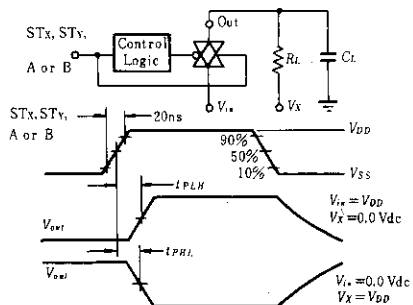 Out
STX, STY,
A or B
Control
Logic
RL
CL
Vin
VX
STX, STY,
A or B
20ns
VDD
90%
50%
10%
VSS
tPLH
Vin=VDD
VX=0.0 Vdc
Vout
tPHL
Vout
Vin=0.0 Vdc
VX=VDD